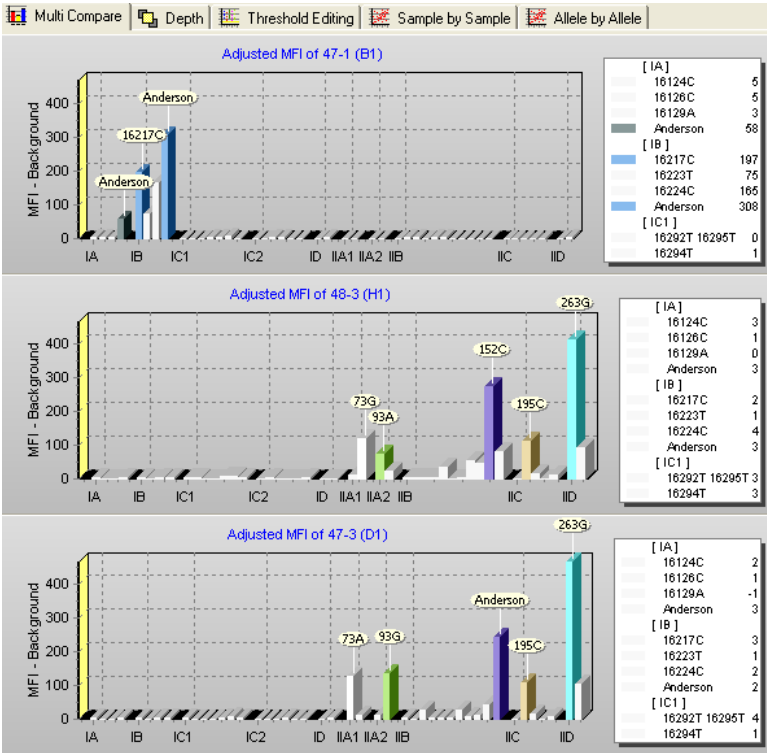 Multi Compare Depth Threshold Editing Sample by Sample Allele by Allele
Adjusted MFI of 47-1 (B1)
MFI - Background
400
300
200
100
0
Anderson
16217C
Anderson
IA IB IC1 IC2 ID IIA1 IIA2 IIB IIC IID
[ IA ]
16124C 5
16126C 5
16129A 3
Anderson 58
[ IB ]
16217C 197
16223T 75
16224C 165
Anderson 308
[ IC1 ]
16292T 16295T 0
16294T 1
Adjusted MFI of 48-3 (H1)
MFI - Background
400
300
200
100
0
263G
152C
73G
195C
93A
IA IB IC1 IC2 ID IIA1 IIA2 IIB IIC IID
[ IA ]
16124C 3
16126C 1
16129A 0
Anderson 3
[ IB ]
16217C 2
16223T 1
16224C 4
Anderson 3
[ IC1 ]
16292T 16295T 3
16294T 3
Adjusted MFI of 47-3 (D1)
MFI - Background
400
300
200
100
0
263G
Anderson
73A 93G
195C
IA IB IC1 IC2 ID IIA1 IIA2 IIB IIC IID
[ IA ]
16124C 2
16126C 1
16129A -1
Anderson 3
[ IB ]
16217C 3
16223T 1
16224C 2
Anderson 2
[ IC1 ]
16292T 16295T 4
16294T 1